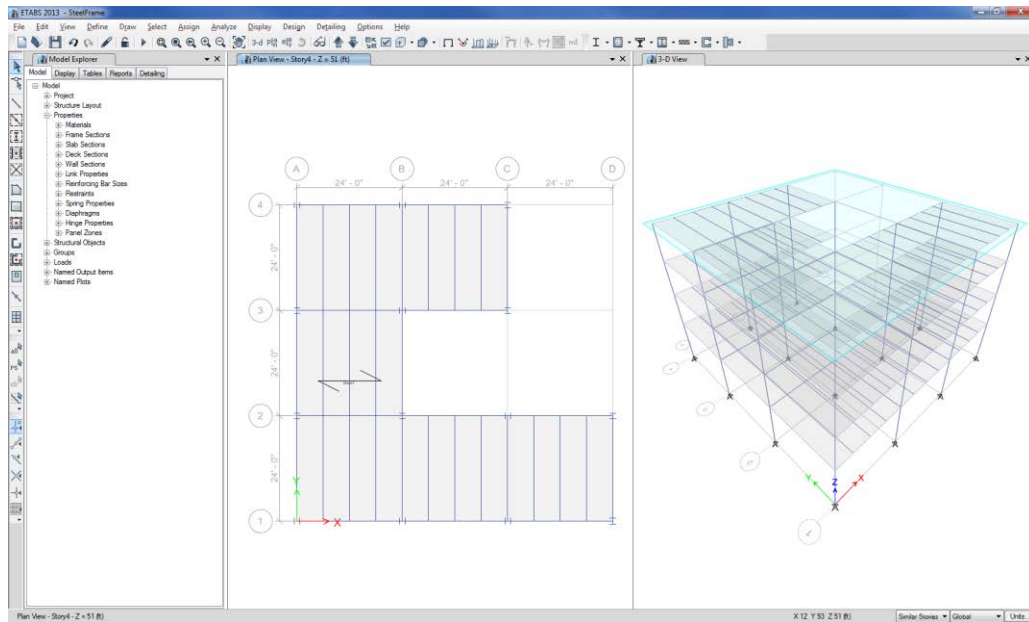 ETABS 2013 - SteelFrame
File Edit View Define Draw Select Assign Analyze Display Design Detailing Options Help
3-d
nd
Model Explorer
Model Display Tables Reports Detailing
Model
Project
Structure Layout
Properties
Materials
Frame Sections
Slab Sections
Deck Sections
Wall Sections
Link Properties
Reinforcing Bar Sizes
Restraints
Spring Properties
Diaphragms
Hinge Properties
Panel Zones
Structural Objects
Groups
Loads
Named Output Items
Named Plots
Plan View - Story4 - Z = 51 (ft)
A B C D
24' - 0" 24' - 0" 24' - 0"
4
24' - 0"
3
24' - 0"
2
24' - 0"
Y
1
X
3-D View
Y Z X
Plan View - Story4 - Z = 51 (ft)
X 12 Y 93 Z 51 (ft)
Similar Stories Global Units